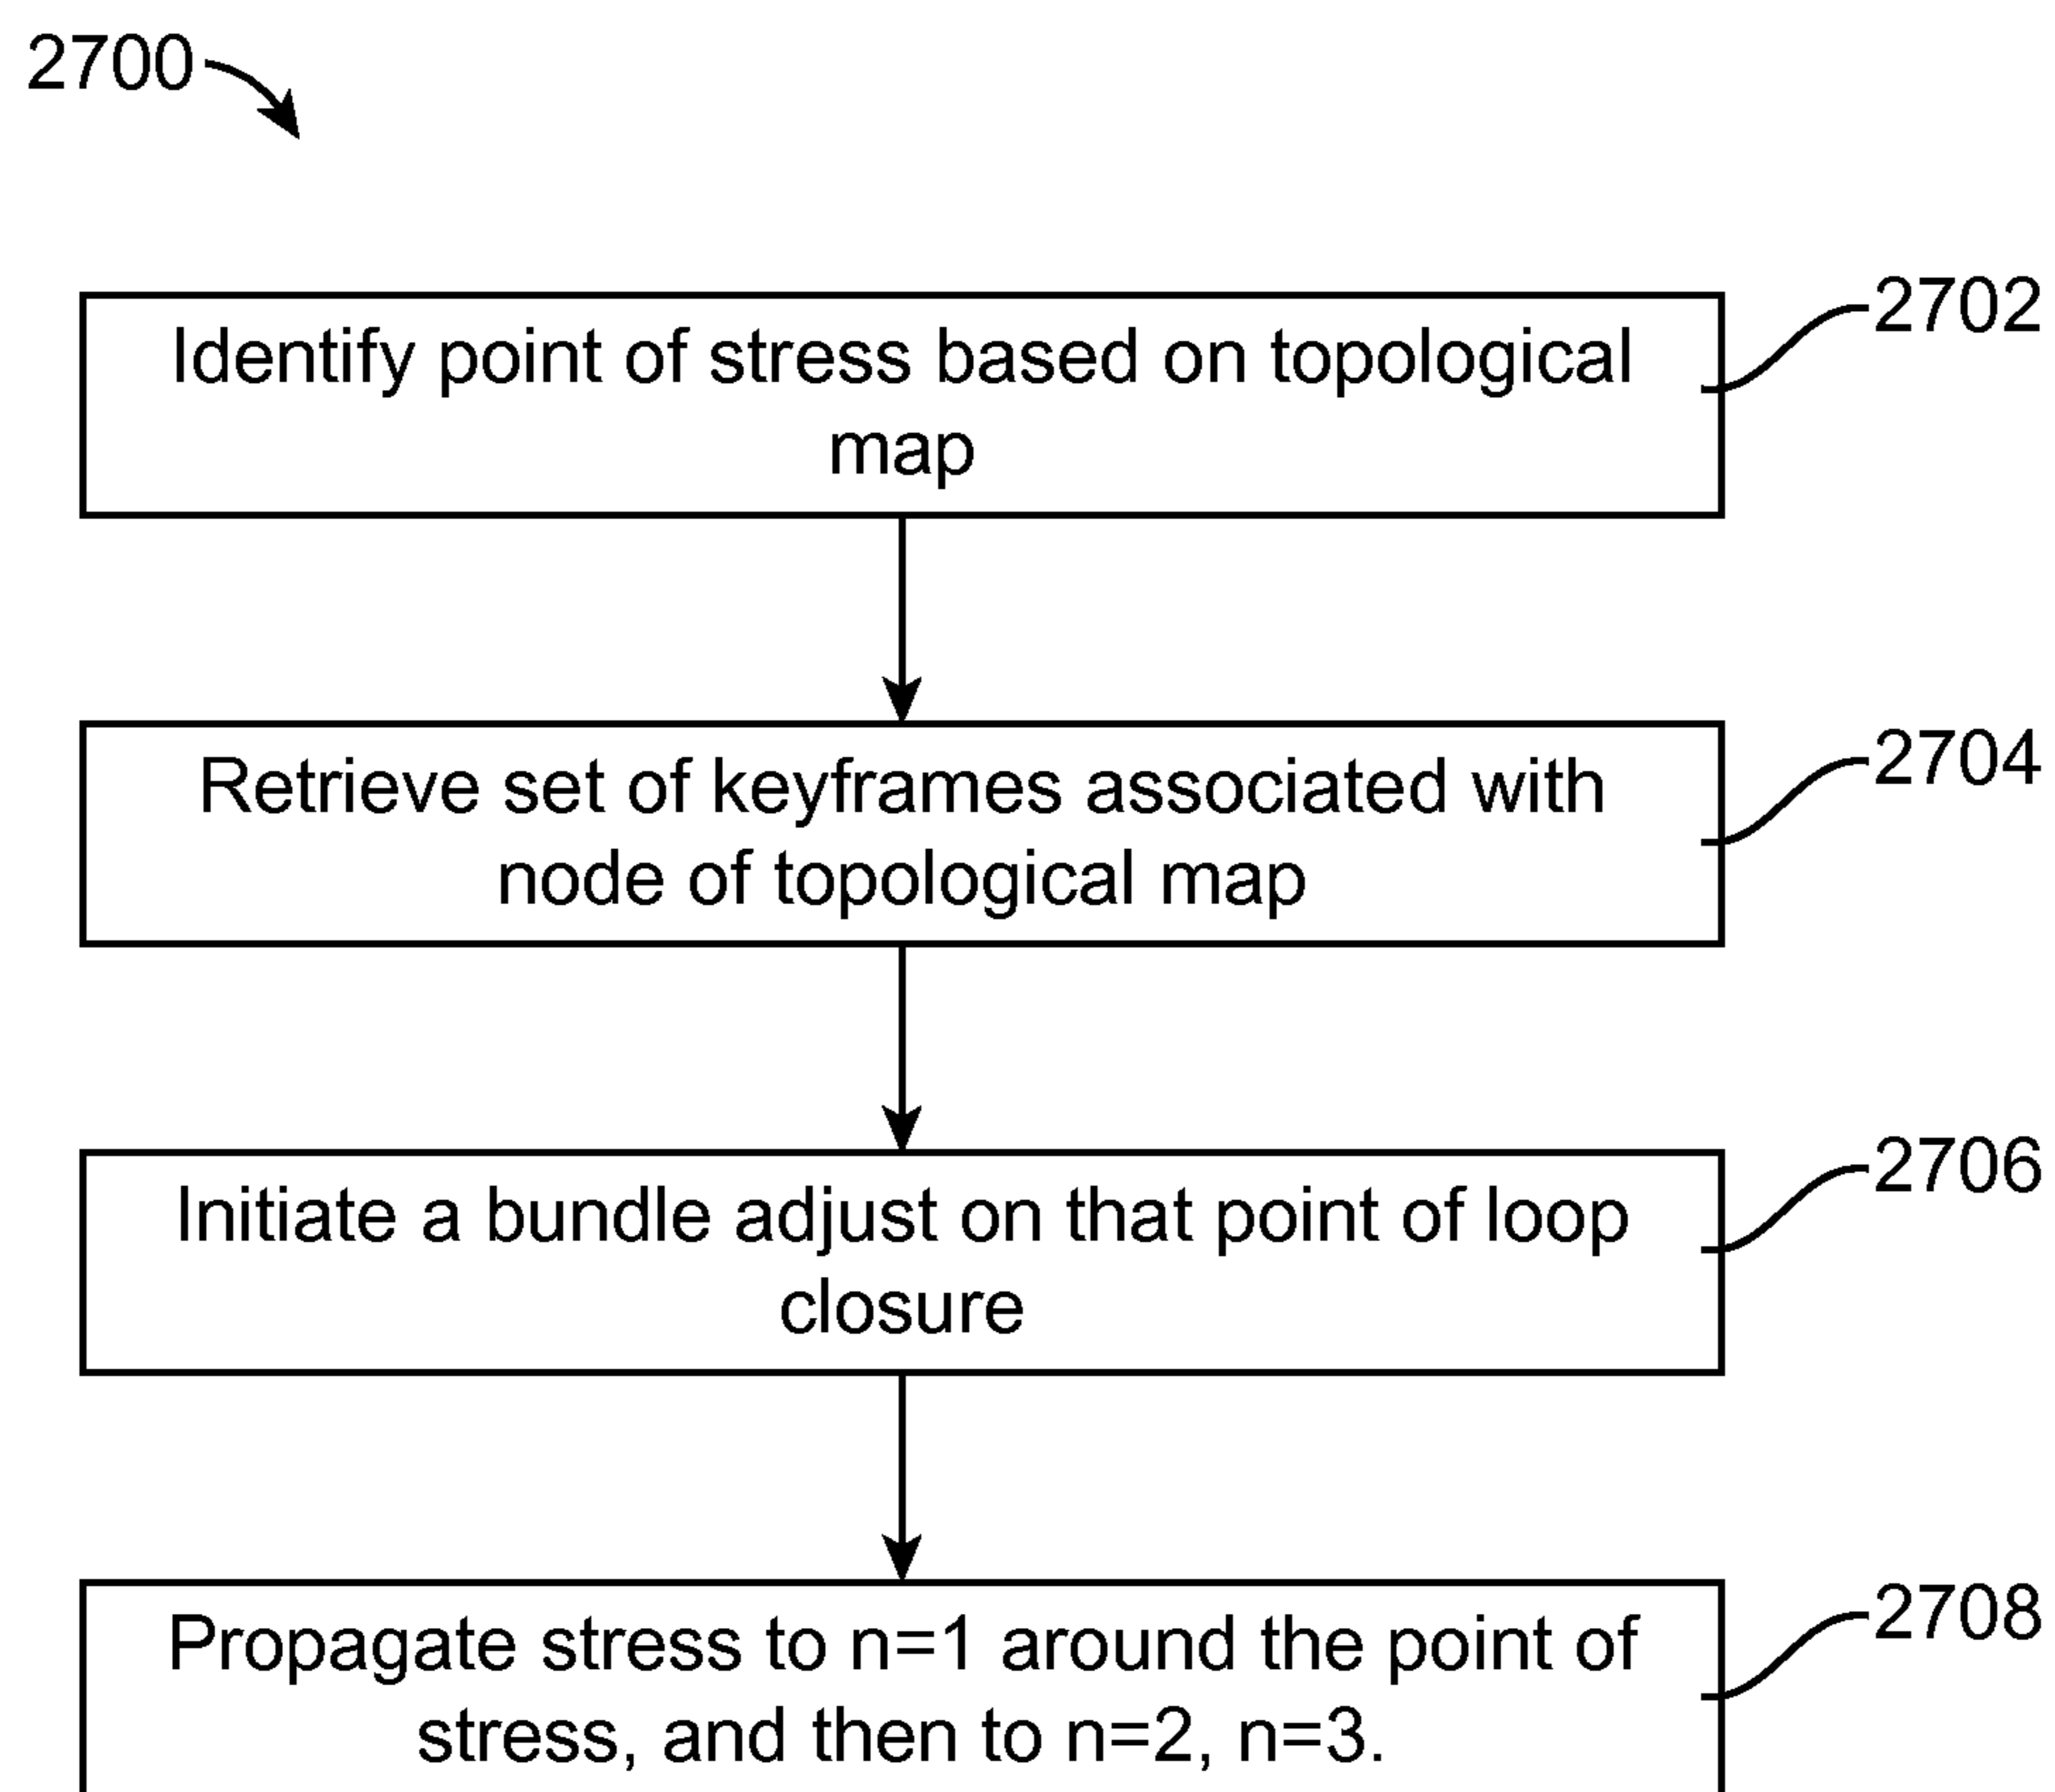 2700
Identify point of stress based on topological
map
2702
Retrieve set of keyframes associated with
node of topological map
2704
Initiate a bundle adjust on that point of loop
closure
2706
Propagate stress to n=1 around the point of
stress, and then to n=2, n=3.
2708